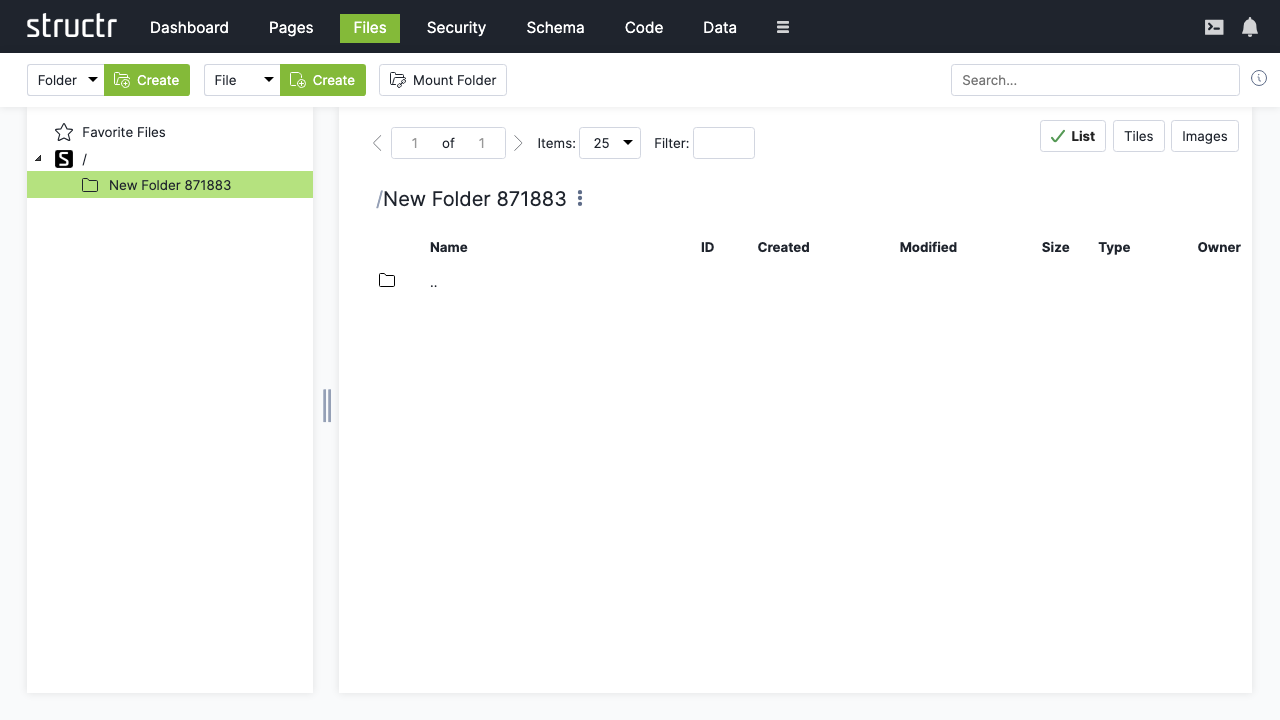 structr Dashboard Pages Files Security Schema Code Data
Folder Create File Create Mount Folder Search...
Favorite Files
/
New Folder 871883
1 of 1 Items: 25 Filter: List Tiles Images
/New Folder 871883
Name ID Created Modified Size Type Owner
..